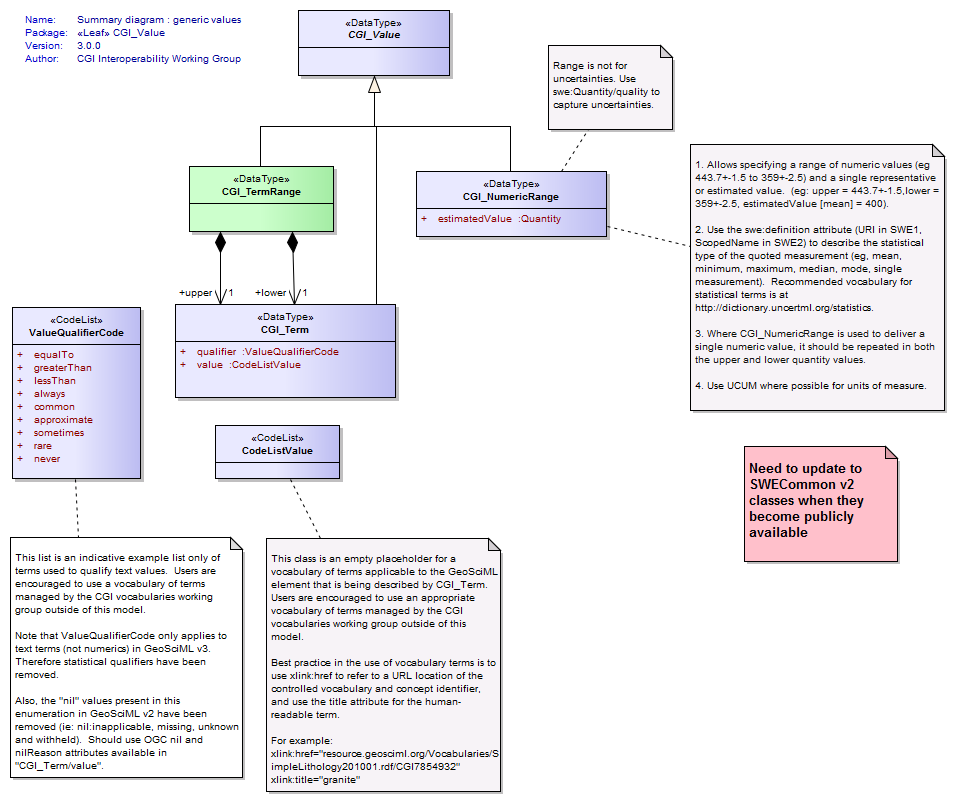 Name: Summary diagram : generic values
Package: «Leaf» CGI_Value
Version: 3.0.0
Author: CGI Interoperability Working Group
«DataType»
CGI_Value
Range is not for
uncertainties. Use
swe:Quantity/quality to
capture uncertainties.
«DataType»
CGI_TermRange
«DataType»
CGI_NumericRange
+ estimatedValue :Quantity
1. Allows specifying a range of numeric values (eg
443.7+-1.5 to 359+-2.5) and a single representative
or estimated value. (eg: upper = 443.7+-1.5,lower =
359+-2.5, estimatedValue [mean] = 400).
2. Use the swe:definition attribute (URI in SWE1,
ScopedName in SWE2) to describe the statistical
type of the quoted measurement (eg, mean,
minimum, maximum, median, mode, single
measurement). Recommended vocabulary for
statistical terms is at
http://dictionary.uncertml.org/statistics.
3. Where CGI_NumericRange is used to deliver a
single numeric value, it should be repeated in both
the upper and lower quantity values.
4. Use UCUM where possible for units of measure.
+upper 1
+lower 1
«DataType»
CGI_Term
+ qualifier :ValueQualifierCode
+ value :CodeListValue
«CodeList»
ValueQualifierCode
+ equalTo
+ greaterThan
+ lessThan
+ always
+ common
+ approximate
+ sometimes
+ rare
+ never
«CodeList»
CodeListValue
Need to update to
SWECommon v2
classes when they
become publicly
available
This list is an indicative example list only of
terms used to qualify text values. Users are
encouraged to use a vocabulary of terms
managed by the CGI vocabularies working
group outside of this model.
Note that ValueQualifierCode only applies to
text terms (not numerics) in GeoSciML v3.
Therefore statistical qualifiers have been
removed.
Also, the "nil" values present in this
enumeration in GeoSciML v2 have been
removed (ie: nil:inapplicable, missing, unknown
and withheld). Should use OGC nil and
nilReason attributes available in
"CGI_Term/value".
This class is an empty placeholder for a
vocabulary of terms applicable to the GeoSciML
element that is being described by CGI_Term.
Users are encouraged to use an appropriate
vocabulary of terms managed by the CGI
vocabularies working group outside of this
model.
Best practice in the use of vocabulary terms is to
use xlink:href to refer to a URL location of the
controlled vocabulary and concept identifier,
and use the title attribute for the human-
readable term.
For example:
xlink:href="resource.geosciml.org/Vocabularies/S
impleLithology201001.rdf/CGI7854932"
xlink:title="granite"